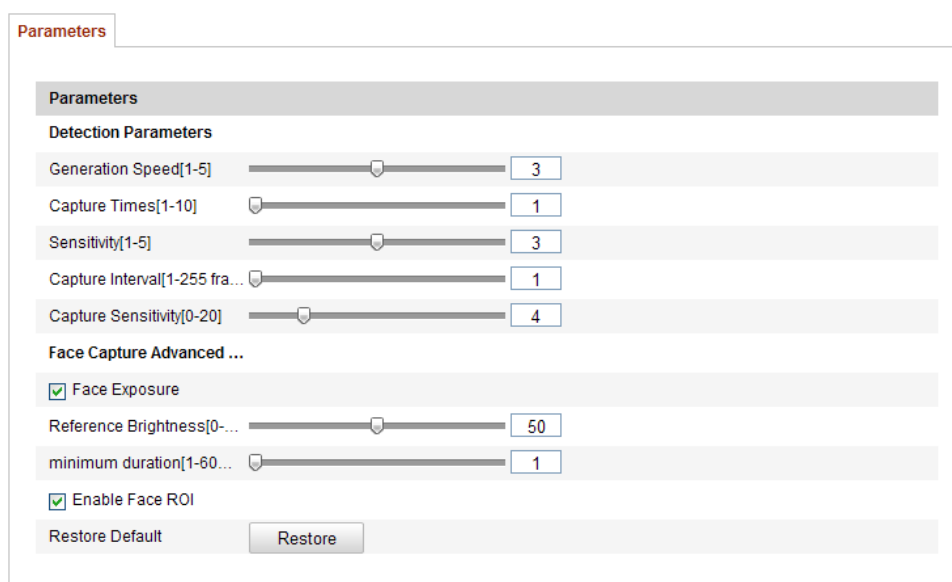 Parameters
Parameters
Detection Parameters
Generation Speed[1-5] 3
Capture Times[1-10] 1
Sensitivity[1-5] 3
Capture Interval[1-255 fra... 1
Capture Sensitivity[0-20] 4
Face Capture Advanced ...
Face Exposure
Reference Brightness[0-... 50
minimum duration[1-60... 1
Enable Face ROI
Restore Default Restore